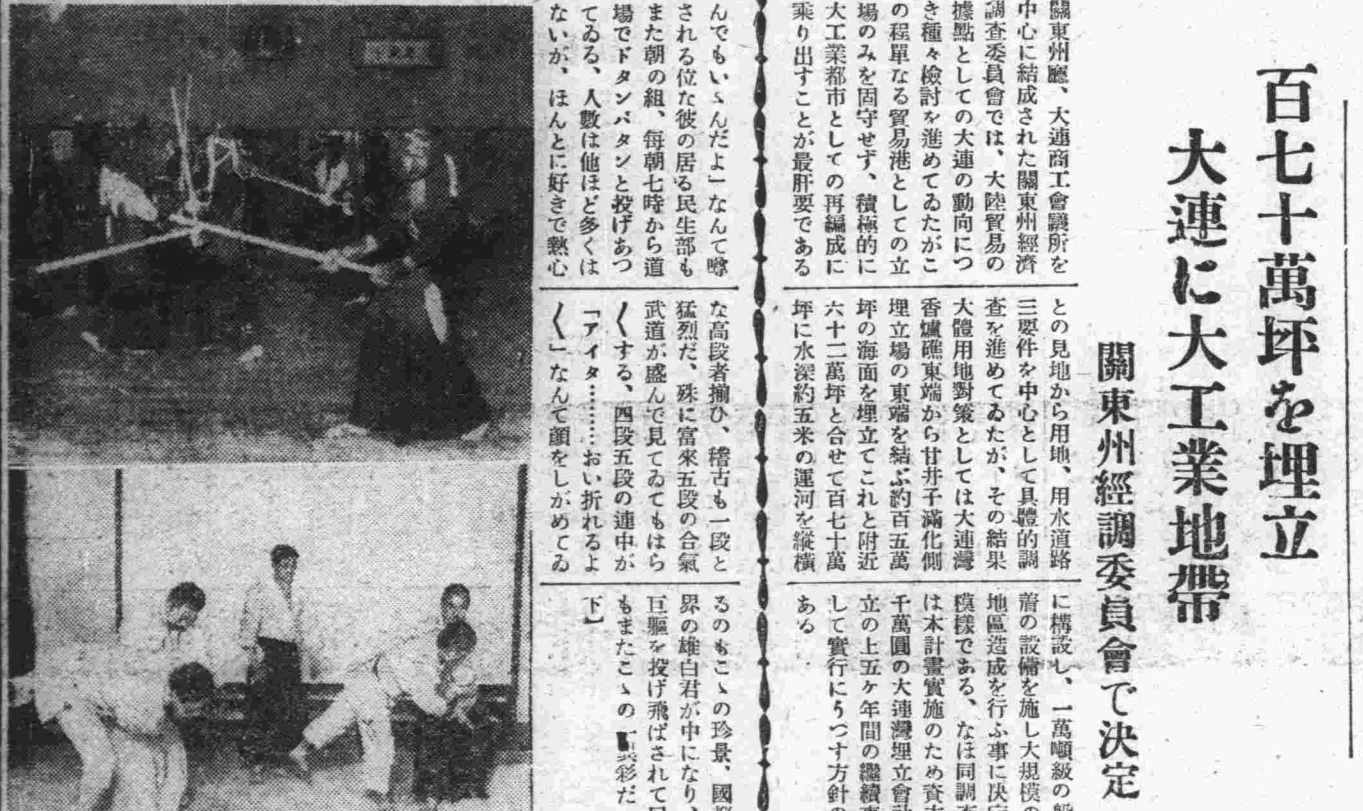 百七十萬坪を埋立
大連に大工業地帶
關東州經調委員會で決定
關東州廳、大連商工會議所を
中心に結成された關東州經濟
調査委員會では、大陸貿易の
據點としての大連の動向につ
き種々檢討を進めてゐたがこ
の程單なる貿易港としての立
場のみを固守せず、積極的に
大工業都市としての再編成に
乘り出すことが最肝要である
との見地から用地、用水道路
三要件を中心として具體的調
査を進めてゐたが、その結果
大體用地對策としては大連灣
香爐礁東端から甘井子滿化側
埋立場の東端を結ぶ約百五萬
坪の海面を埋立てこれと附近
六十二萬坪と合せて百七十萬
坪に水深約五米の運河を縱橫
に構設し、一萬噸級の
の設備を施し大規模の
地區造成を行ふ事に決定
模樣である、なほ同調査
は本計畫實施のため資本
千萬圓の大連灣埋立會社
立の上五ケ年間の繼續
して實行にうつす方針の
ある
んでもいゝんだよ」なんて噂
される位な彼の居る民生部も
また朝の組、每朝七時から道
場でドタンバタンと投げあつ
てゐる、人數は他ほど多くは
ないが、ほんとに好きで熱心
な高段者揃ひ、稽古も一段と
猛烈だ、殊に富來五段の合氣
武道が盛んで見てゐてもはら
〱する、四段五段の連中が
「アイタ………おい折れるよ
〱」なんて顏をしがめてゐ
るのもこゝの珍景、國
界の雄白君が中になり、
巨軀を投げ飛ばされて居
もまたこゝの 異彩だ
下】